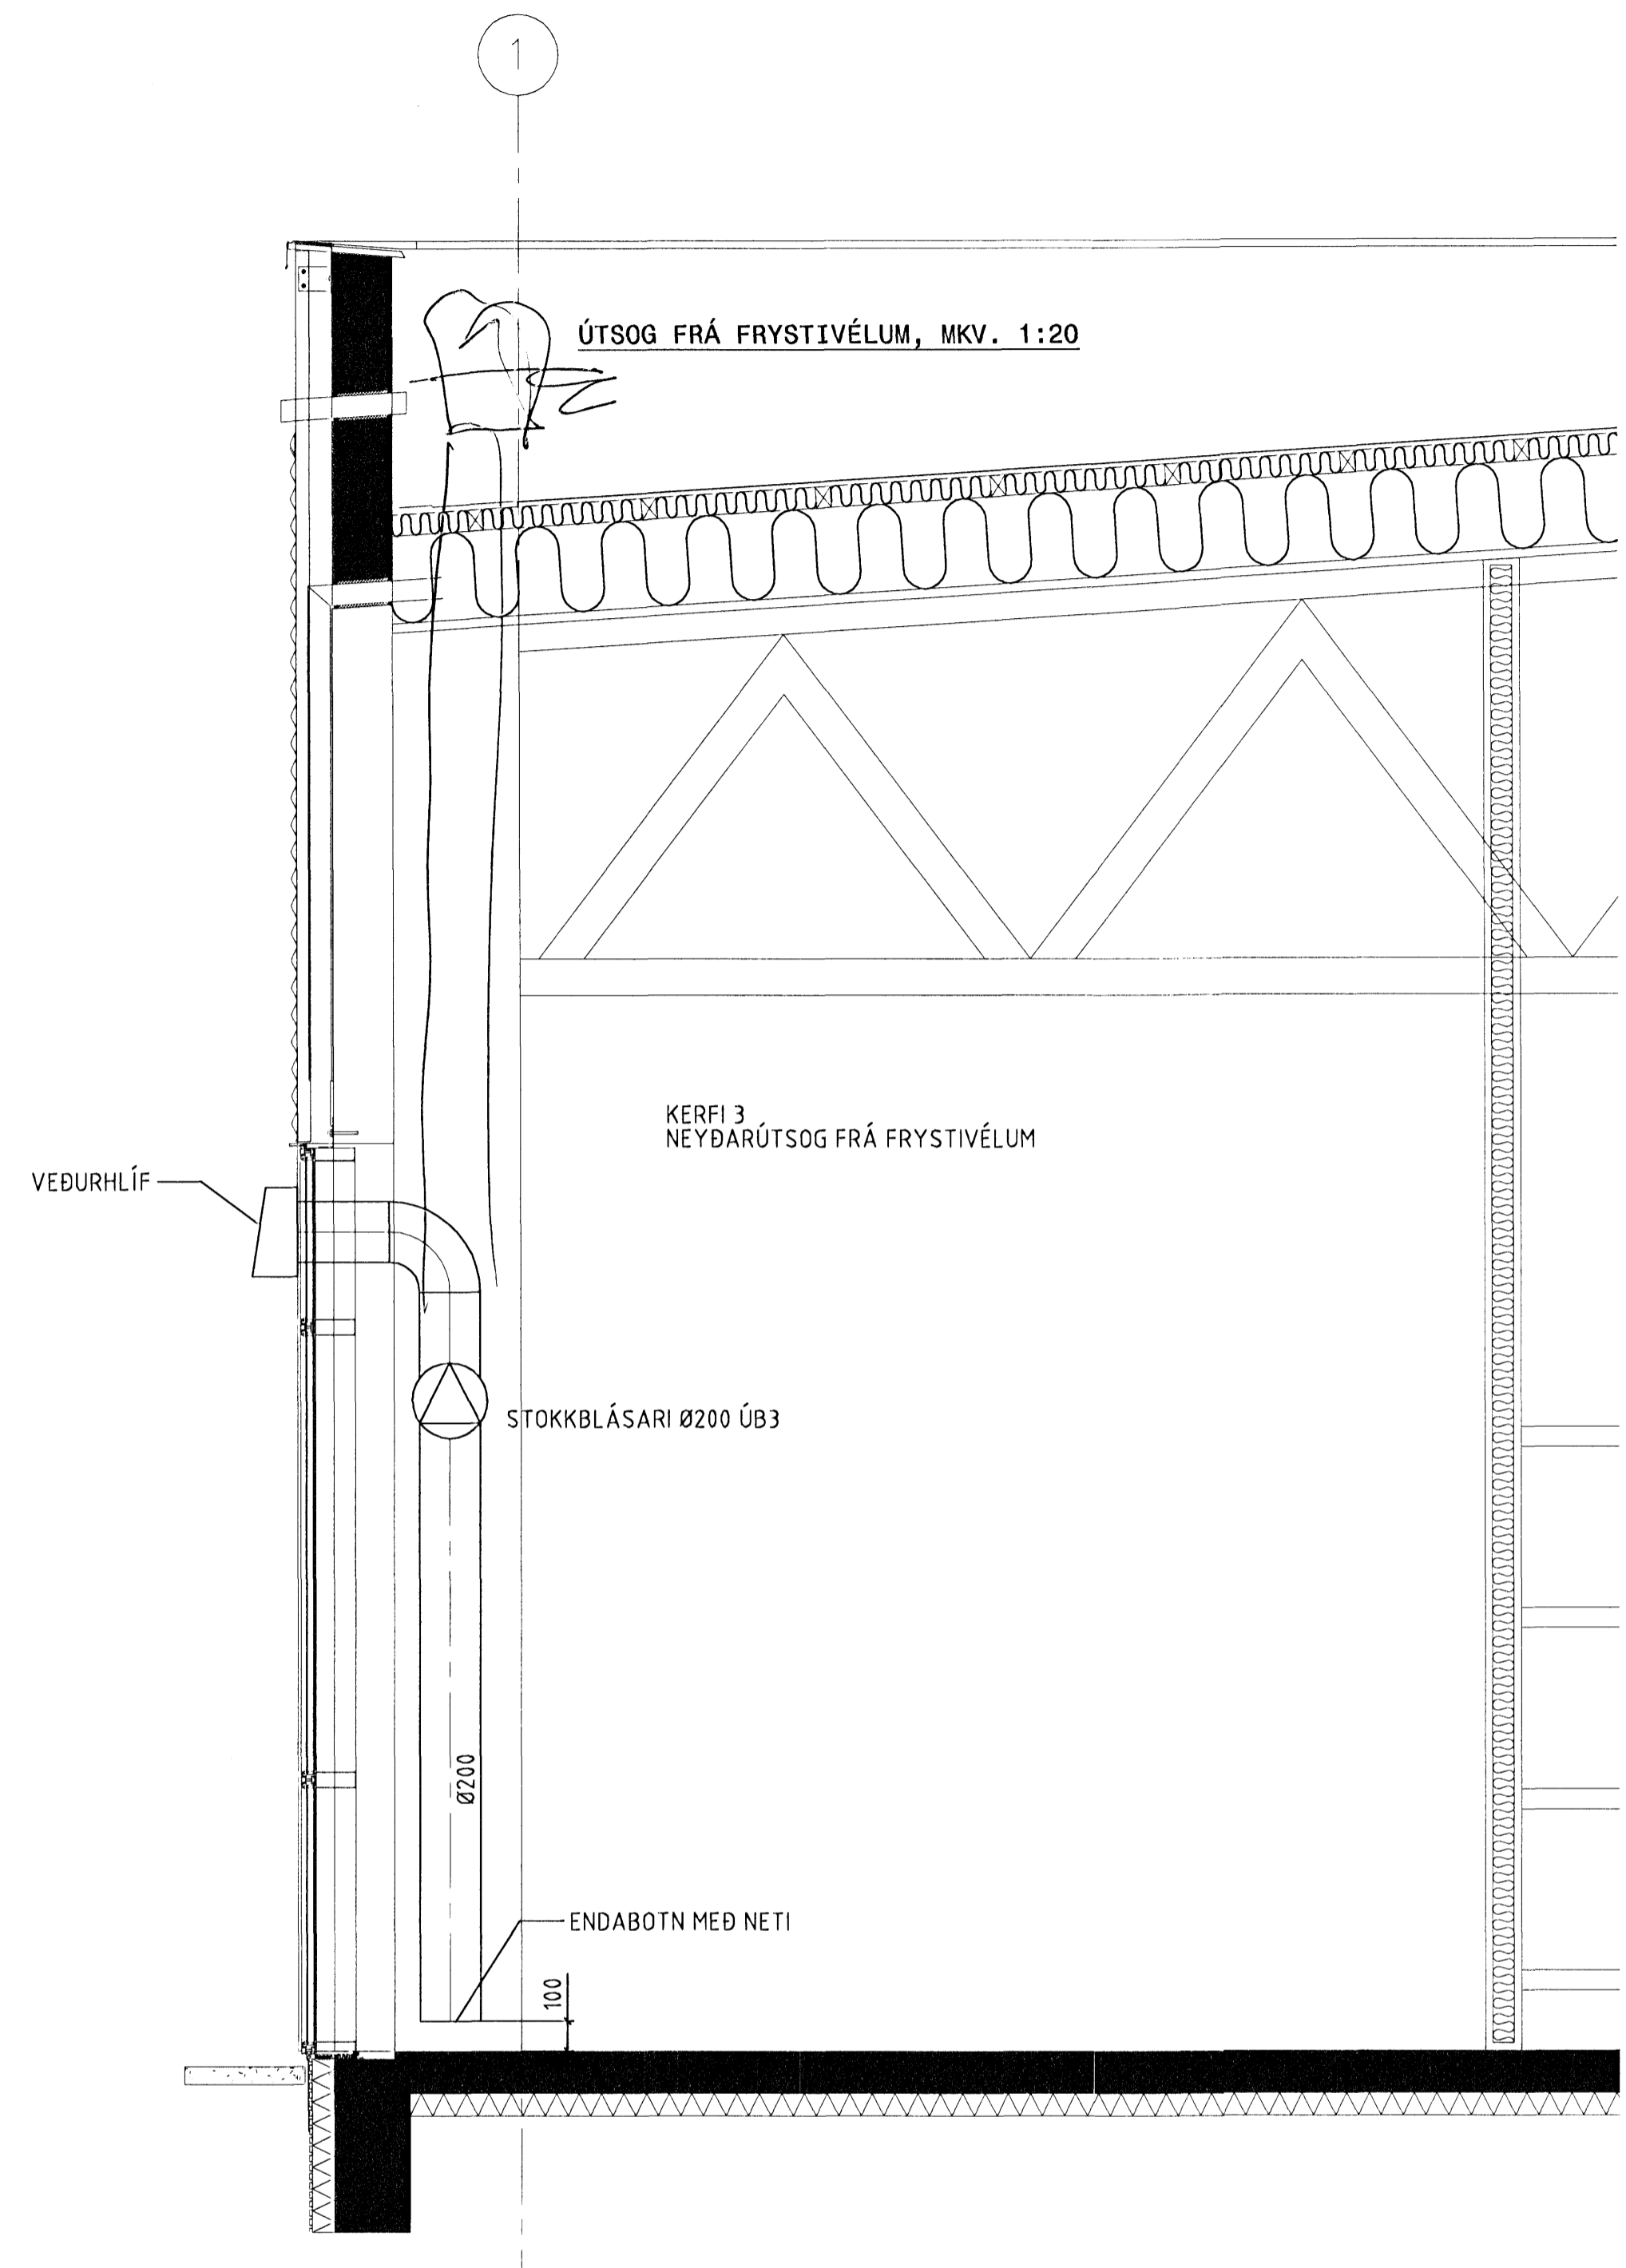 1
ÚTSOG FRÁ FRYSTIVÉLUM, MKV. 1:20
KERFI 3
NEYÐARÚTSOG FRÁ FRYSTIVÉLUM
VEÐURHLÍF
STOKKBLÁSARI Ø200 ÚB3
Ø200
ENDABOTN MEÐ NETI
100